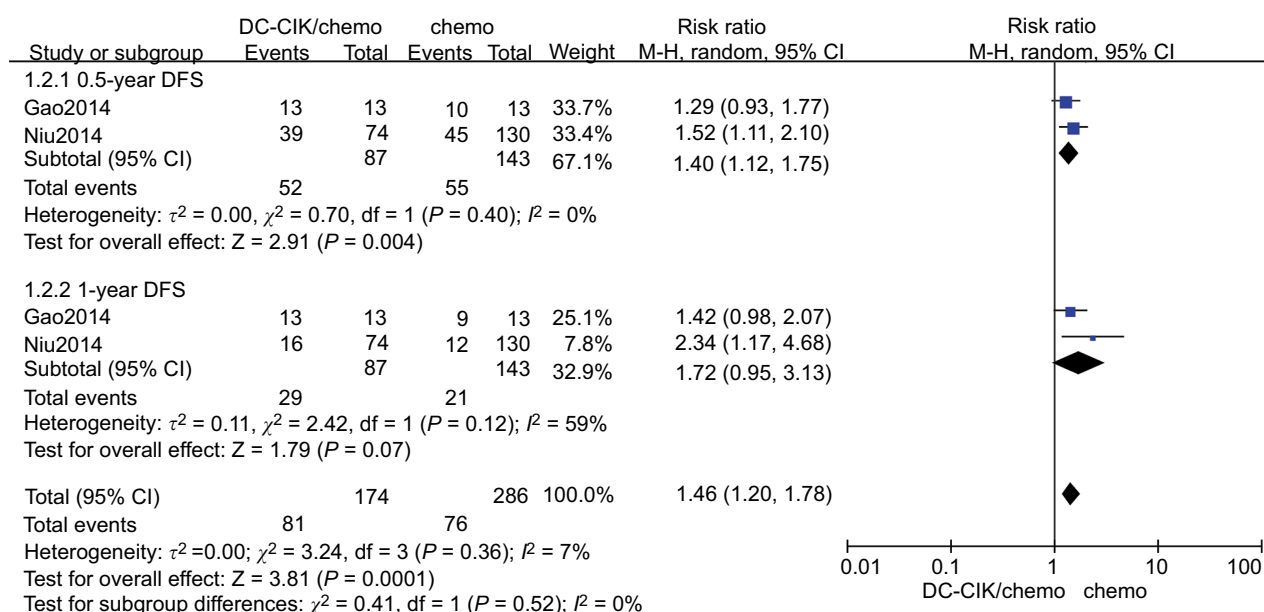 DC-CIK/chemo chemo Risk ratio Risk ratio
Study or subgroup Events Total Events Total Weight M-H, random, 95% CI M-H, random, 95% CI
1.2.1 0.5-year DFS
Gao2014 13 13 10 13 33.7% 1.29 (0.93, 1.77)
Niu2014 39 74 45 130 33.4% 1.52 (1.11, 2.10)
Subtotal (95% CI) 87 143 67.1% 1.40 (1.12, 1.75)
Total events 52 55
Heterogeneity: τ² = 0.00, χ² = 0.70, df = 1 (P = 0.40); I² = 0%
Test for overall effect: Z = 2.91 (P = 0.004)
1.2.2 1-year DFS
Gao2014 13 13 9 13 25.1% 1.42 (0.98, 2.07)
Niu2014 16 74 12 130 7.8% 2.34 (1.17, 4.68)
Subtotal (95% CI) 87 143 32.9% 1.72 (0.95, 3.13)
Total events 29 21
Heterogeneity: τ² = 0.11, χ² = 2.42, df = 1 (P = 0.12); I² = 59%
Test for overall effect: Z = 1.79 (P = 0.07)
Total (95% CI) 174 286 100.0% 1.46 (1.20, 1.78)
Total events 81 76
Heterogeneity: τ² =0.00; χ² = 3.24, df = 3 (P = 0.36); I² = 7%
Test for overall effect: Z = 3.81 (P = 0.0001)
Test for subgroup differences: χ² = 0.41, df = 1 (P = 0.52); I² = 0%
0.01 0.1 1 10 100
DC-CIK/chemo chemo